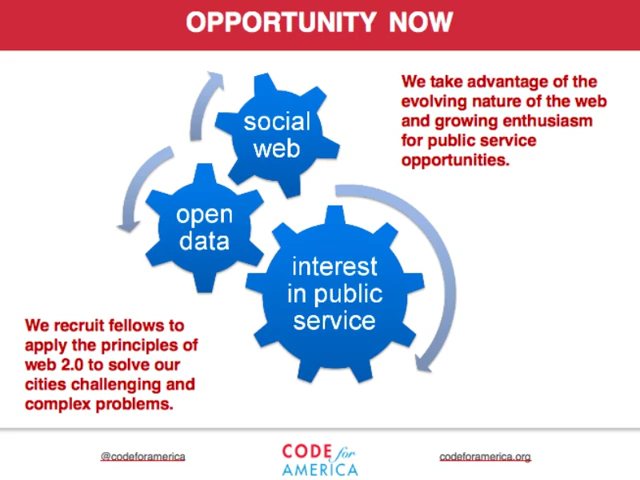 OPPORTUNITY NOW
We take advantage of the
evolving nature of the web
and growing enthusiasm
for public service
opportunities.
social
web
open
data
interest
in public
service
We recruit fellows to
apply the principles of
web 2.0 to solve our
cities challenging and
complex problems.
@codeforamerica
CODE for
AMERICA
codeforamerica.org